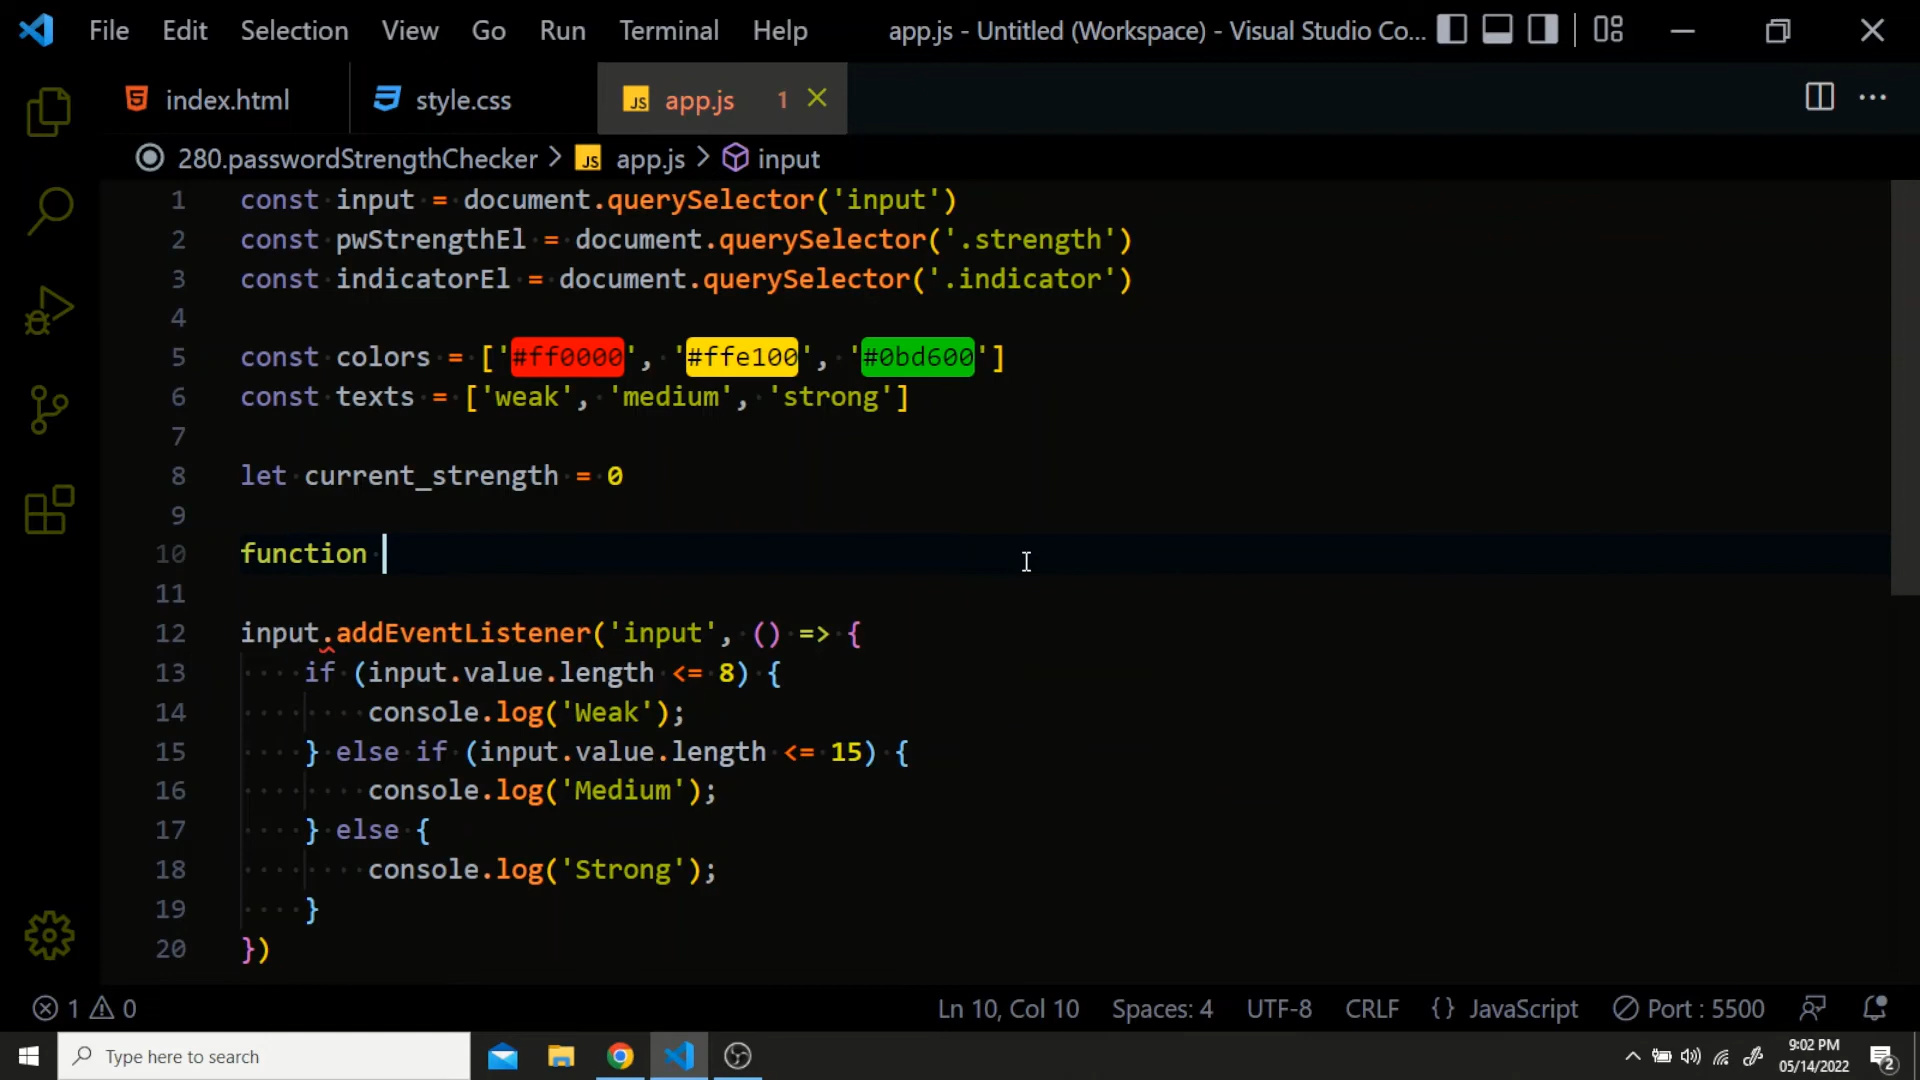 File Edit Selection View Go Run Terminal Help app.js - Untitled (Workspace) - Visual Studio Co...
index.html style.css JS app.js 1
280.passwordStrengthChecker > JS app.js > input
1 const input = document.querySelector('input')
2 const pwStrengthEl = document.querySelector('.strength')
3 const indicatorEl = document.querySelector('.indicator')
4
5 const colors = ['#ff0000', '#ffe100', '#0bd600']
6 const texts = ['weak', 'medium', 'strong']
7
8 let current_strength = 0
9
10 function
11
12 input.addEventListener('input', () => {
13 if (input.value.length <= 8) {
14 console.log('Weak');
15 } else if (input.value.length <= 15) {
16 console.log('Medium');
17 } else {
18 console.log('Strong');
19 }
20 })
1 0 Ln 10, Col 10 Spaces: 4 UTF-8 CRLF {} JavaScript Port : 5500
Type here to search 9:02 PM
05/14/2022 2